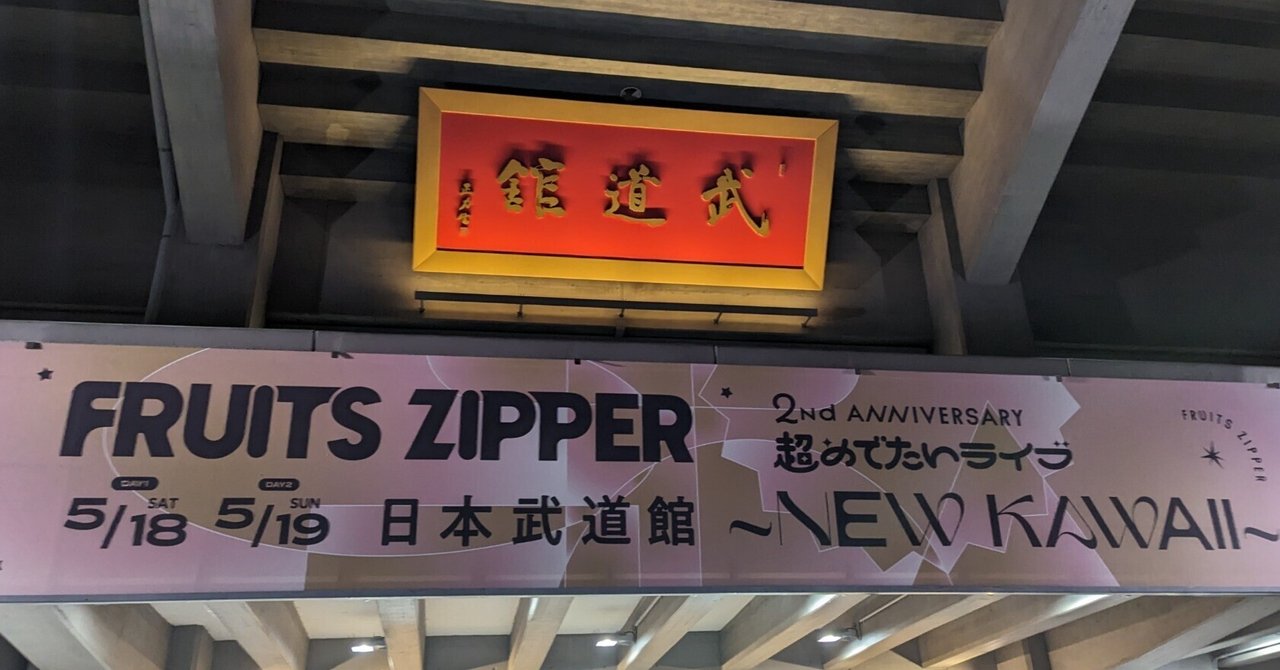 武道館
FRUITS ZIPPER
DAY1 DAY2
5/18 SAT 5/19 SUN 日本武道館
2Nd ANNIVERSARY
超めでたいライヴ
~NEW KAWAII~
FRUITS ZIPPER